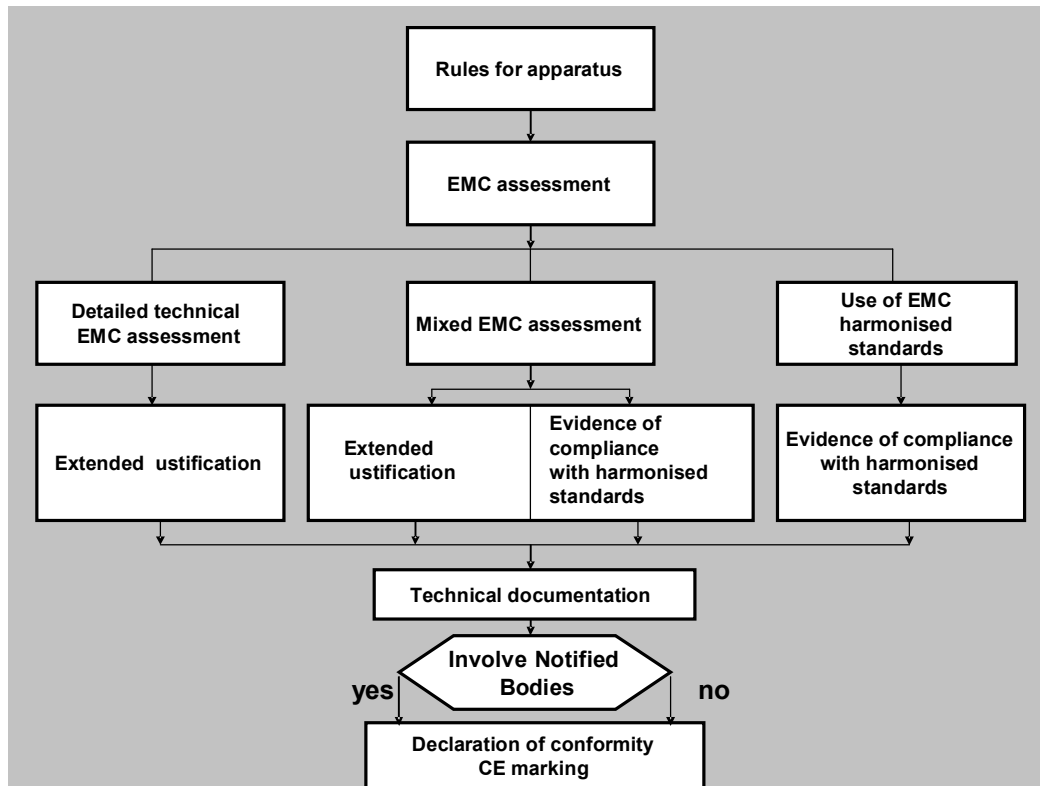 Rules for apparatus
EMC assessment
Detailed technical
EMC assessment
Mixed EMC assessment
Use of EMC
harmonised
standards
Extended ustification
Extended
ustification
Evidence of
compliance
with harmonised
standards
Evidence of compliance
with harmonised
standards
Technical documentation
Involve Notified
Bodies
yes
no
Declaration of conformity
CE marking